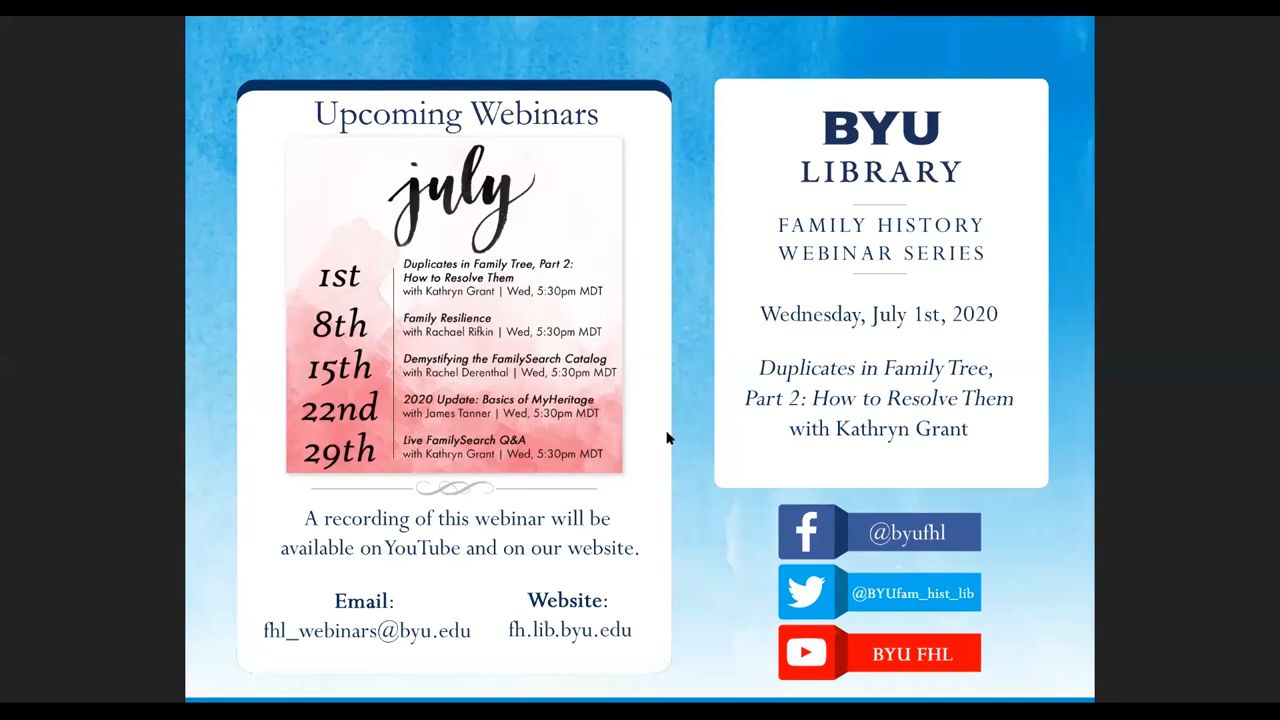 Upcoming Webinars
july
1st
Duplicates in Family Tree, Part 2:
How to Resolve Them
with Kathryn Grant | Wed, 5:30pm MDT
8th
Family Resilience
with Rachael Rifkin | Wed, 5:30pm MDT
15th
Demystifying the FamilySearch Catalog
with Rachel Derenthal | Wed, 5:30pm MDT
22nd
2020 Update: Basics of MyHeritage
with James Tanner | Wed, 5:30pm MDT
29th
Live FamilySearch Q&A
with Kathryn Grant | Wed, 5:30pm MDT
A recording of this webinar will be
available on YouTube and on our website.
Email:
fhl_webinars@byu.edu
Website:
fh.lib.byu.edu
BYU
LIBRARY
FAMILY HISTORY
WEBINAR SERIES
Wednesday, July 1st, 2020
Duplicates in Family Tree,
Part 2: How to Resolve Them
with Kathryn Grant
@byufhl
@BYUfam_hist_lib
BYU FHL